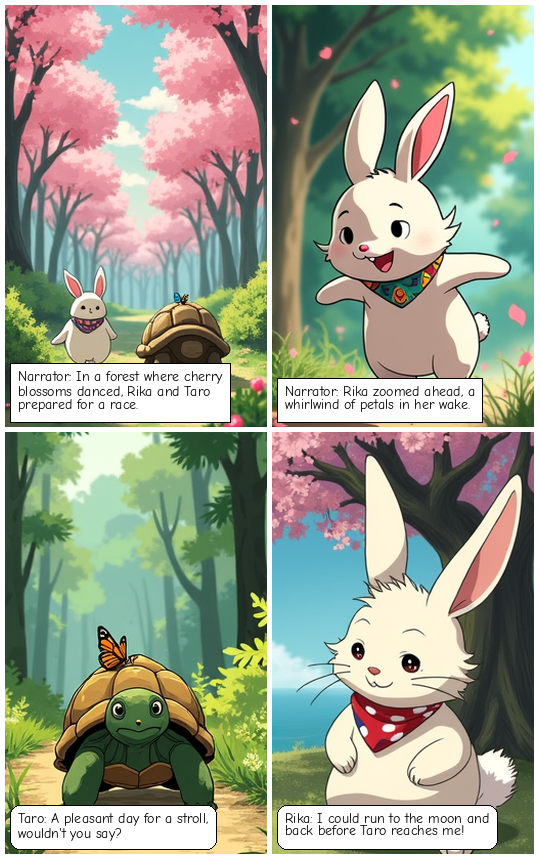 Narrator: In a forest where cherry
blossoms danced, Rika and Taro
prepared for a race.
Narrator: Rika zoomed ahead, a
whirlwind of petals in her wake.
Taro: A pleasant day for a stroll,
wouldn't you say?
Rika: I could run to the moon and
back before Taro reaches me!